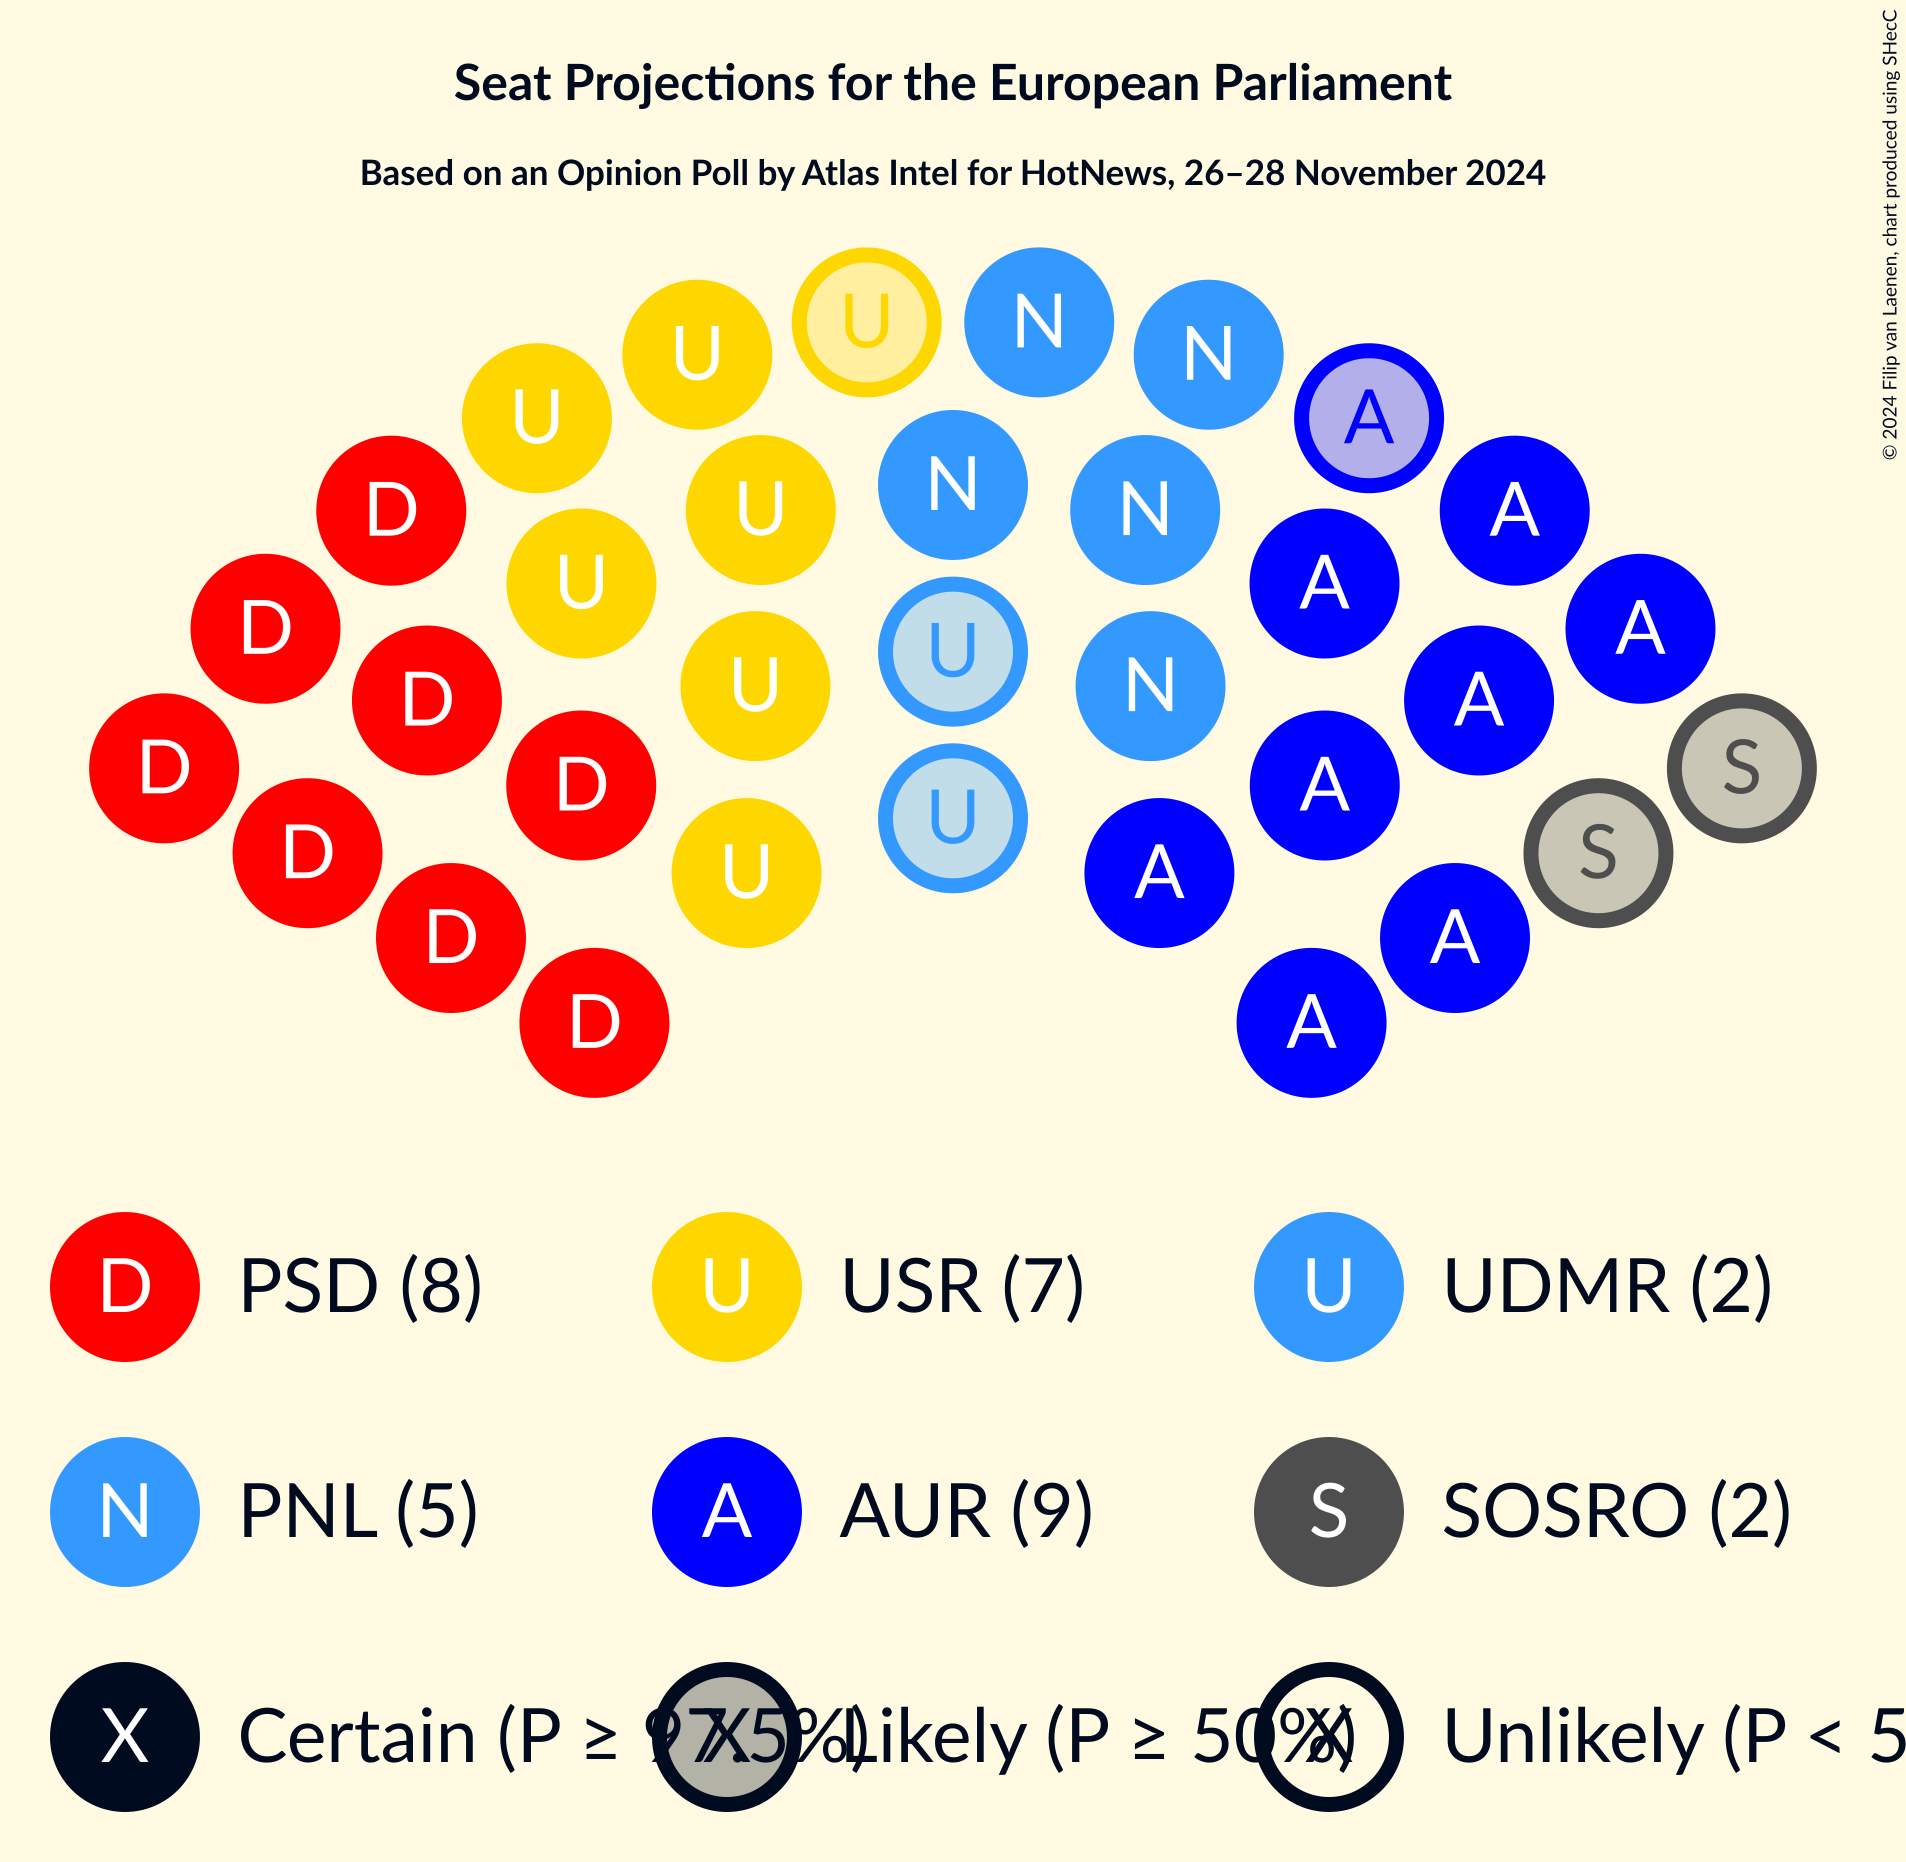 Seat Projections for the European Parliament
Based on an Opinion Poll by Atlas Intel for HotNews, 26–28 November 2024
© 2024 Filip van Laenen, chart produced using SHecC
U N
U N
U A
N
D U N A
U A
D A
U
D A
U N
D A
D S
D A
U
D S
U A
D A
D A
D PSD (8) U USR (7) U UDMR (2)
N PNL (5) A AUR (9) S SOSRO (2)
X Certain (P ≥ 97.5%) X Likely (P ≥ 50%) X Unlikely (P < 5